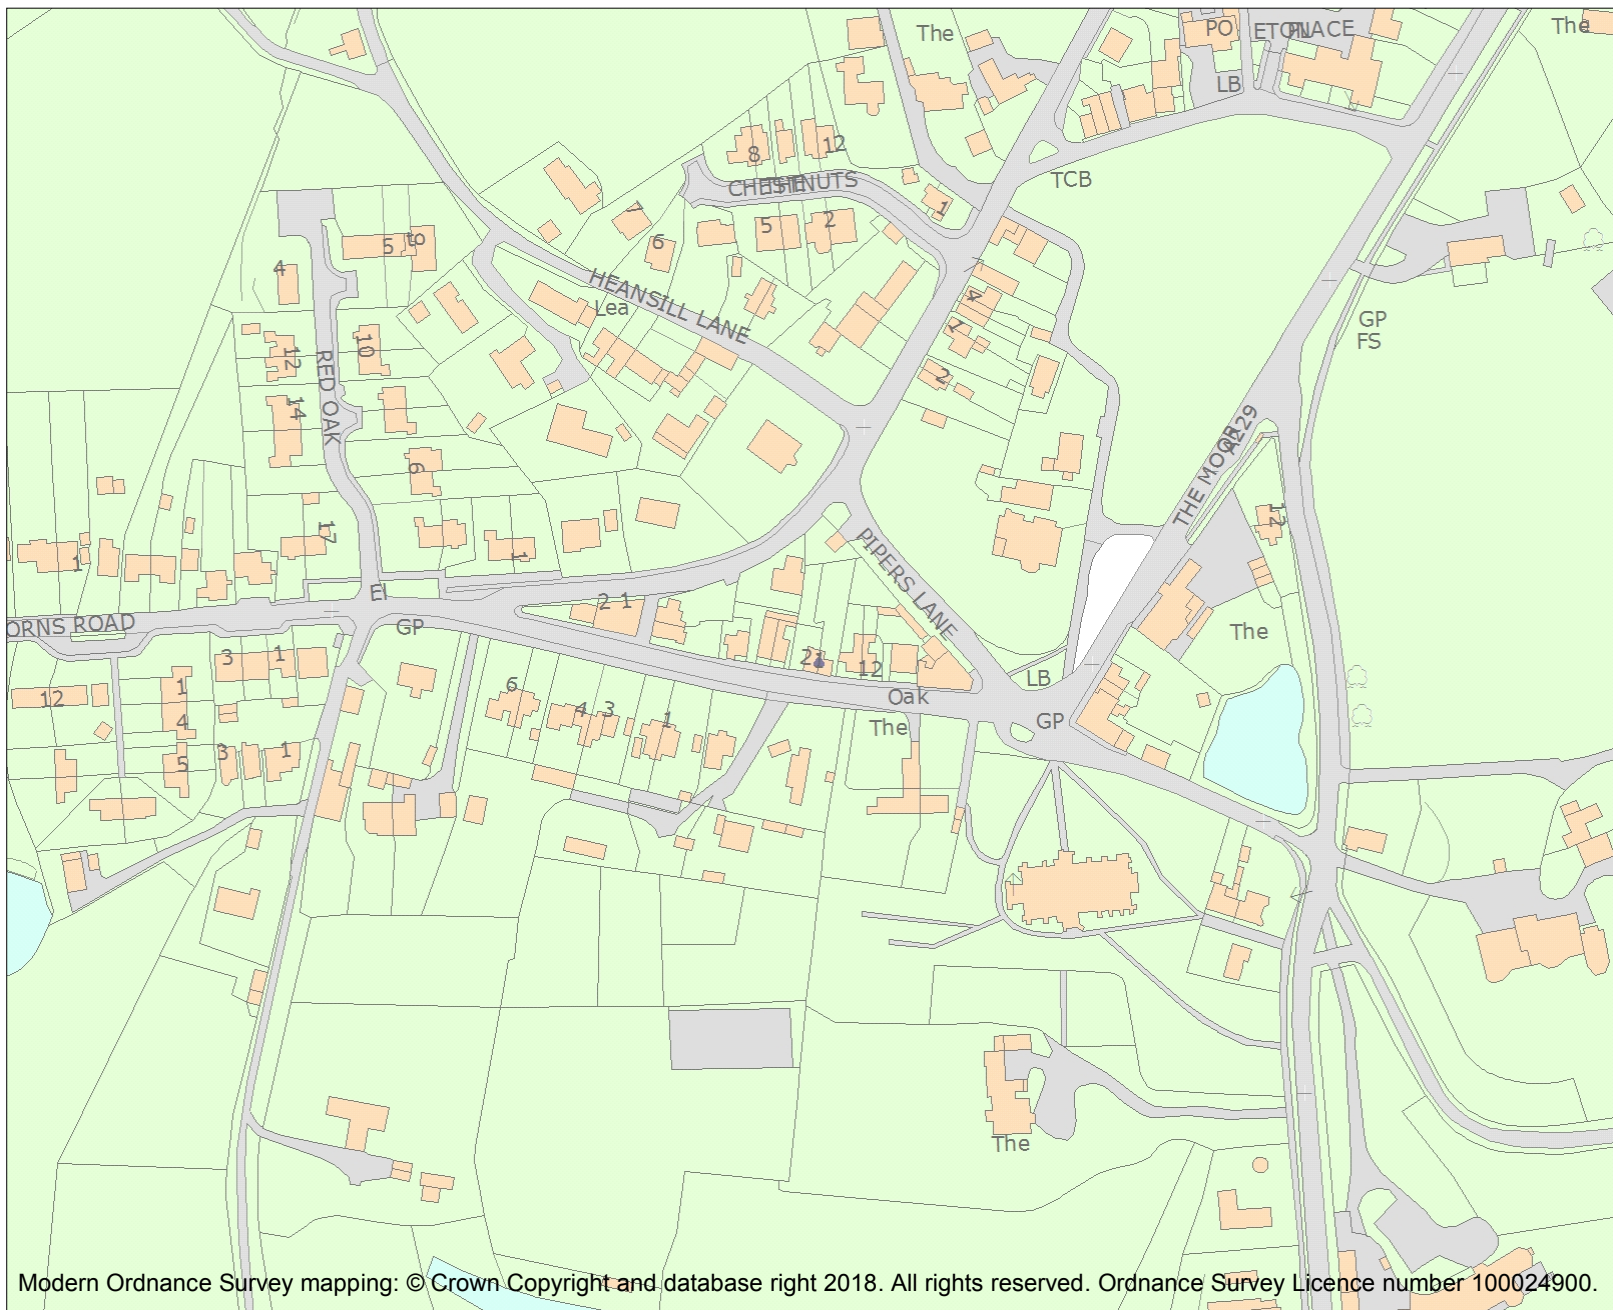 The
PO
ETON
PLACE
The
LB
12
8
TCB
CHESTNUTS
THE
1
7
5
2
6
5
to
4
HEANSILL LANE
Lea
4
1
GP
FS
10
12
RED OAK
2
14
A229
THE MOOR
6
17
1
12
1
PIPERS LANE
El
2
1
ORNS ROAD
GP
The
3
1
21
12
LB
12
1
6
Oak
4
4
3
1
The
GP
3
1
5
The
Modern Ordnance Survey mapping: © Crown Copyright and database right 2018. All rights reserved. Ordnance Survey Licence number 100024900.